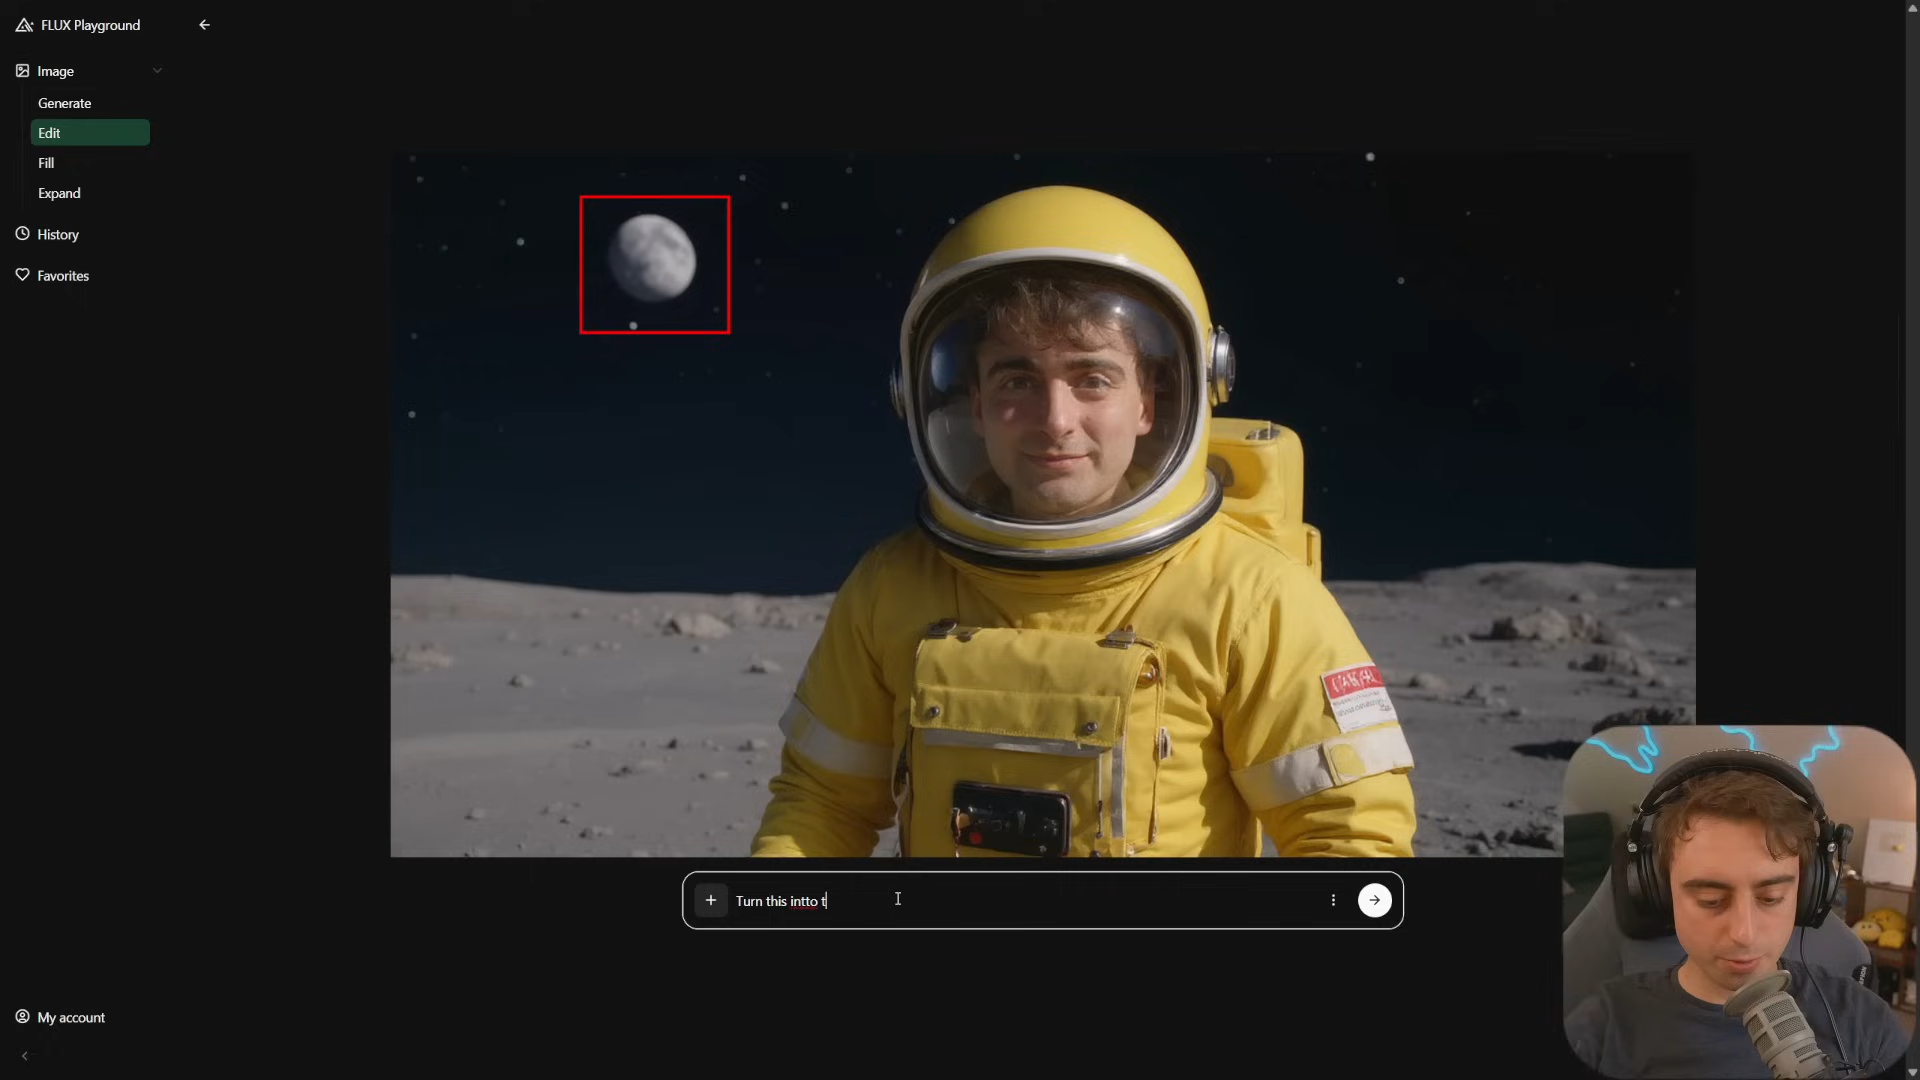 FLUX Playground
Image
Generate
Edit
Fill
Expand
History
Favorites
Turn this intto t
My account